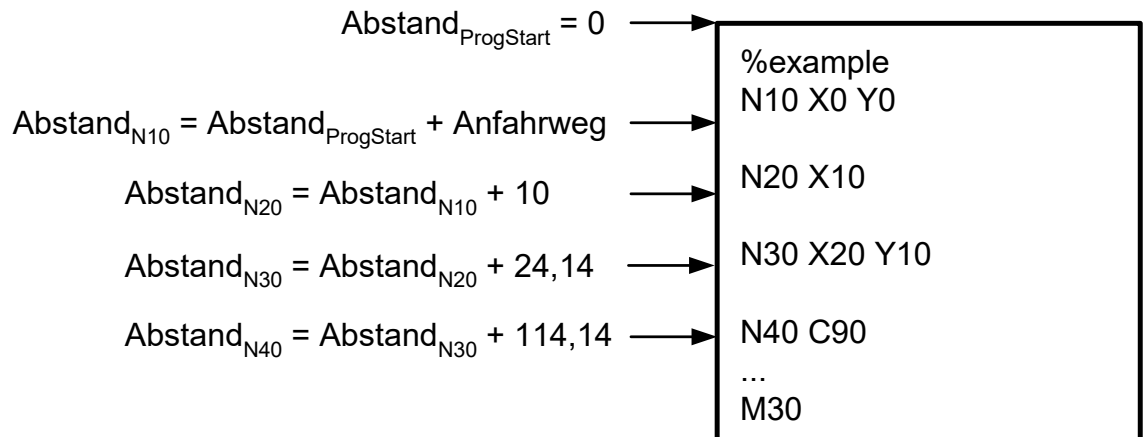 Abstand_ProgStart = 0
%example
N10 X0 Y0
Abstand_N10 = Abstand_ProgStart + Anfahrweg
N20 X10
Abstand_N20 = Abstand_N10 + 10
N30 X20 Y10
Abstand_N30 = Abstand_N20 + 24,14
N40 C90
Abstand_N40 = Abstand_N30 + 114,14
...
M30